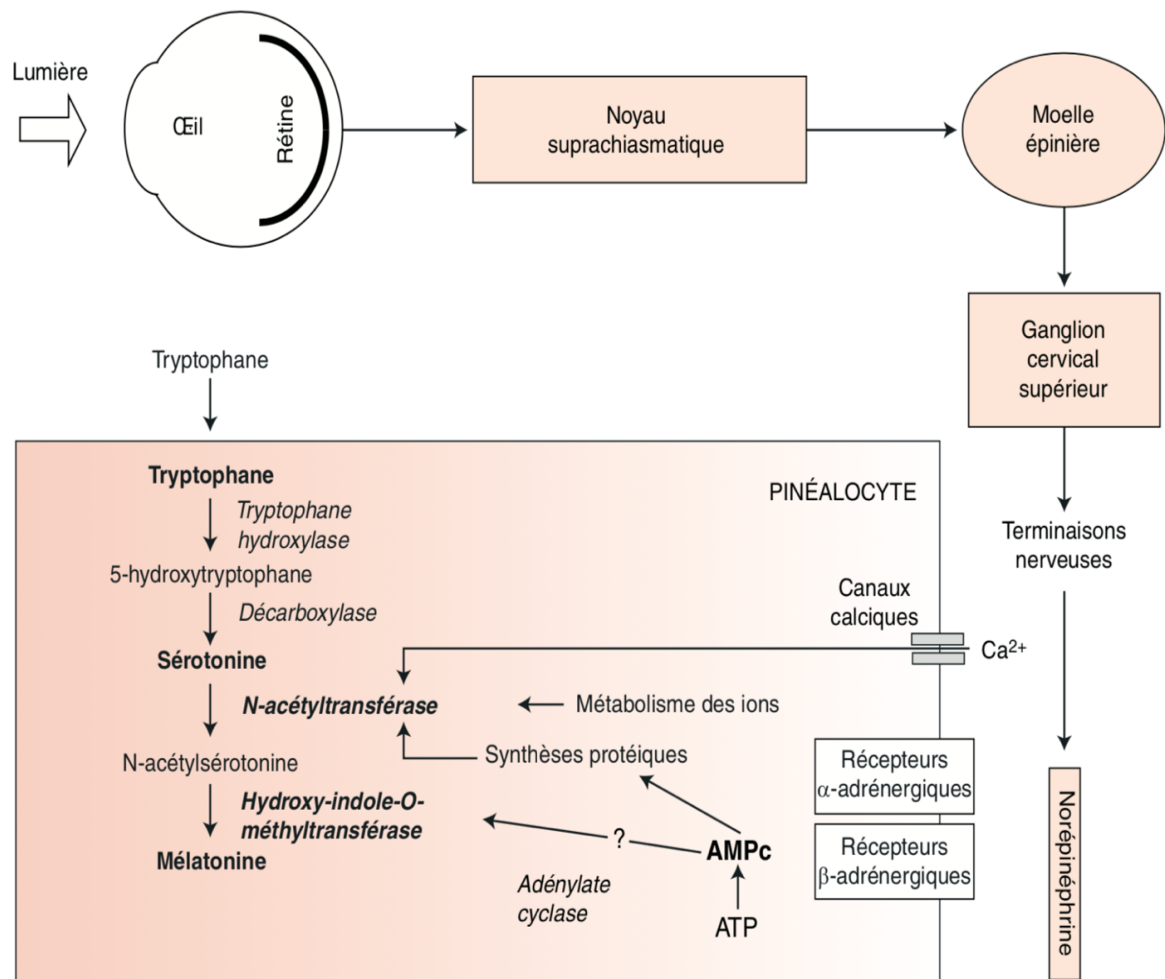 Lumière
Œil
Rétine
Noyau
suprachiasmatique
Moelle
épinière
Ganglion
cervical
supérieur
Terminaisons
nerveuses
Norépinéphrine
Tryptophane
PINÉALOCYTE
Tryptophane
Tryptophane
hydroxylase
5-hydroxytryptophane
Décarboxylase
Sérotonine
N-acétyltransférase
N-acétylsérotonine
Hydroxy-indole-O-
méthyltransférase
Mélatonine
Canaux
calciques
Ca²⁺
Métabolisme des ions
Synthèses protéiques
Récepteurs
α-adrénergiques
Récepteurs
β-adrénergiques
?
AMPc
Adénylate
cyclase
ATP